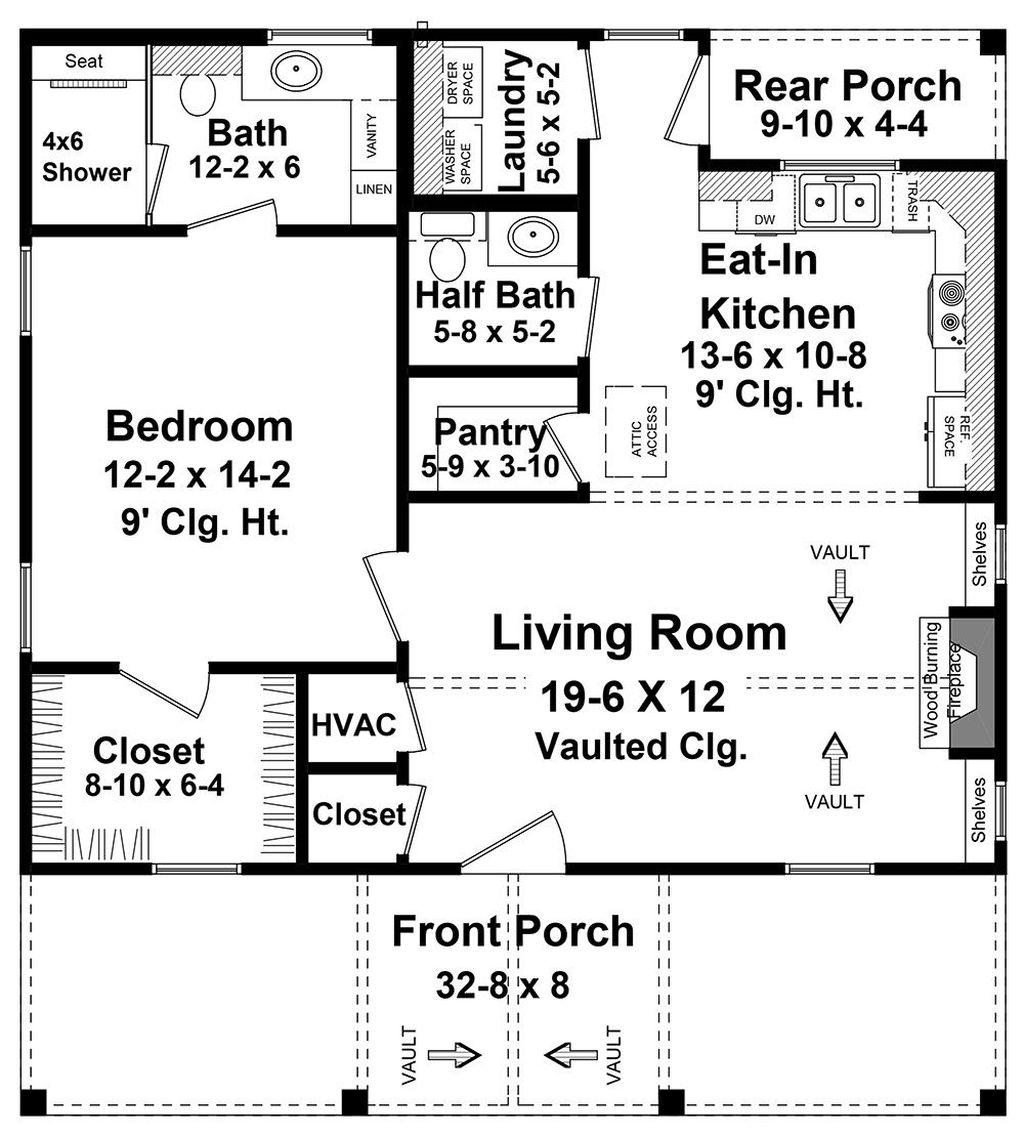 Seat
4x6
Shower
Bath
12-2 x 6
VANITY
LINEN
DRYER
SPACE
WASHER
SPACE
Laundry
5-6 x 5-2
Rear Porch
9-10 x 4-4
DW
TRASH
Eat-In
Kitchen
13-6 x 10-8
9' Clg. Ht.
Half Bath
5-8 x 5-2
Pantry
5-9 x 3-10
ATTIC
ACCESS
REF.
SPACE
Bedroom
12-2 x 14-2
9' Clg. Ht.
VAULT
Shelves
Living Room
19-6 X 12
Vaulted Clg.
Wood Burning
Fireplace
VAULT
Shelves
HVAC
Closet
8-10 x 6-4
Closet
Front Porch
32-8 x 8
VAULT
VAULT